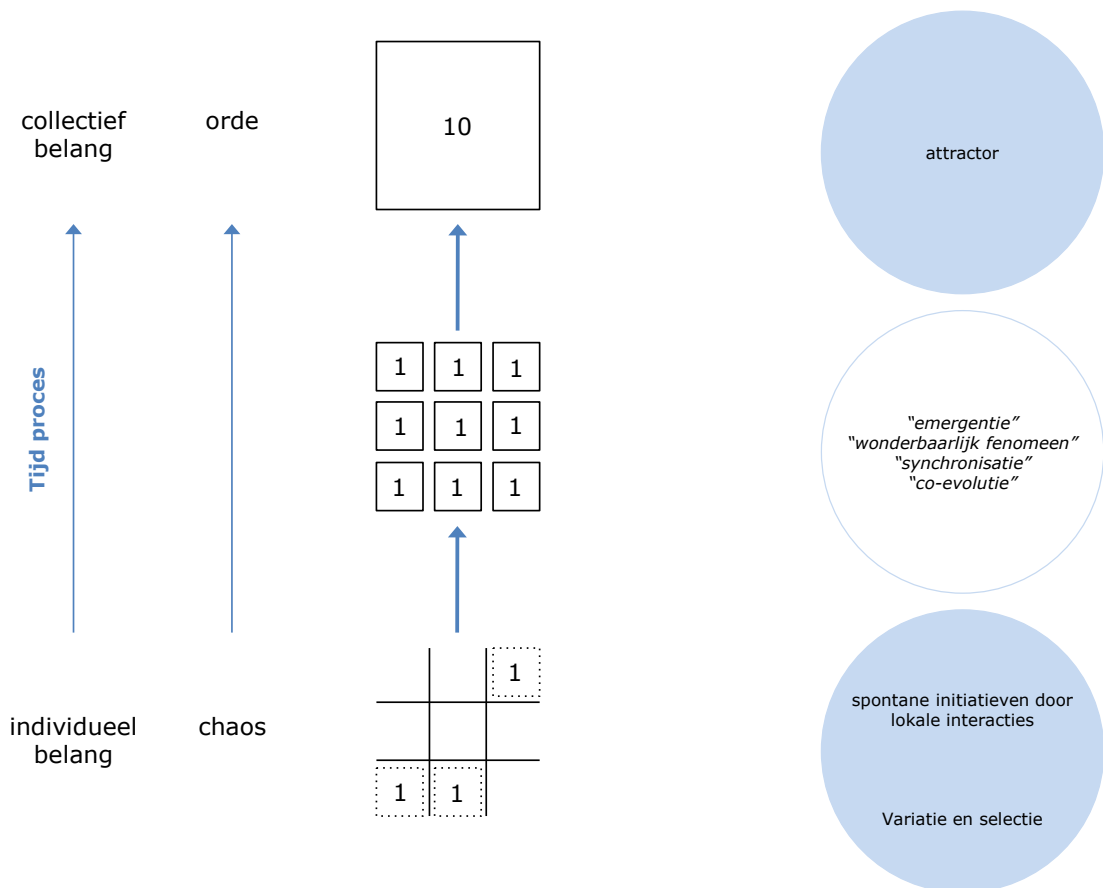 collectief
belang
orde
10
attractor
Tijd proces
1 1 1
1 1 1
1 1 1
“emergentie”
“wonderbaarlijk fenomeen”
“synchronisatie”
“co-evolutie”
individueel
belang
chaos
1
1 1
spontane initiatieven door
lokale interacties
Variatie en selectie